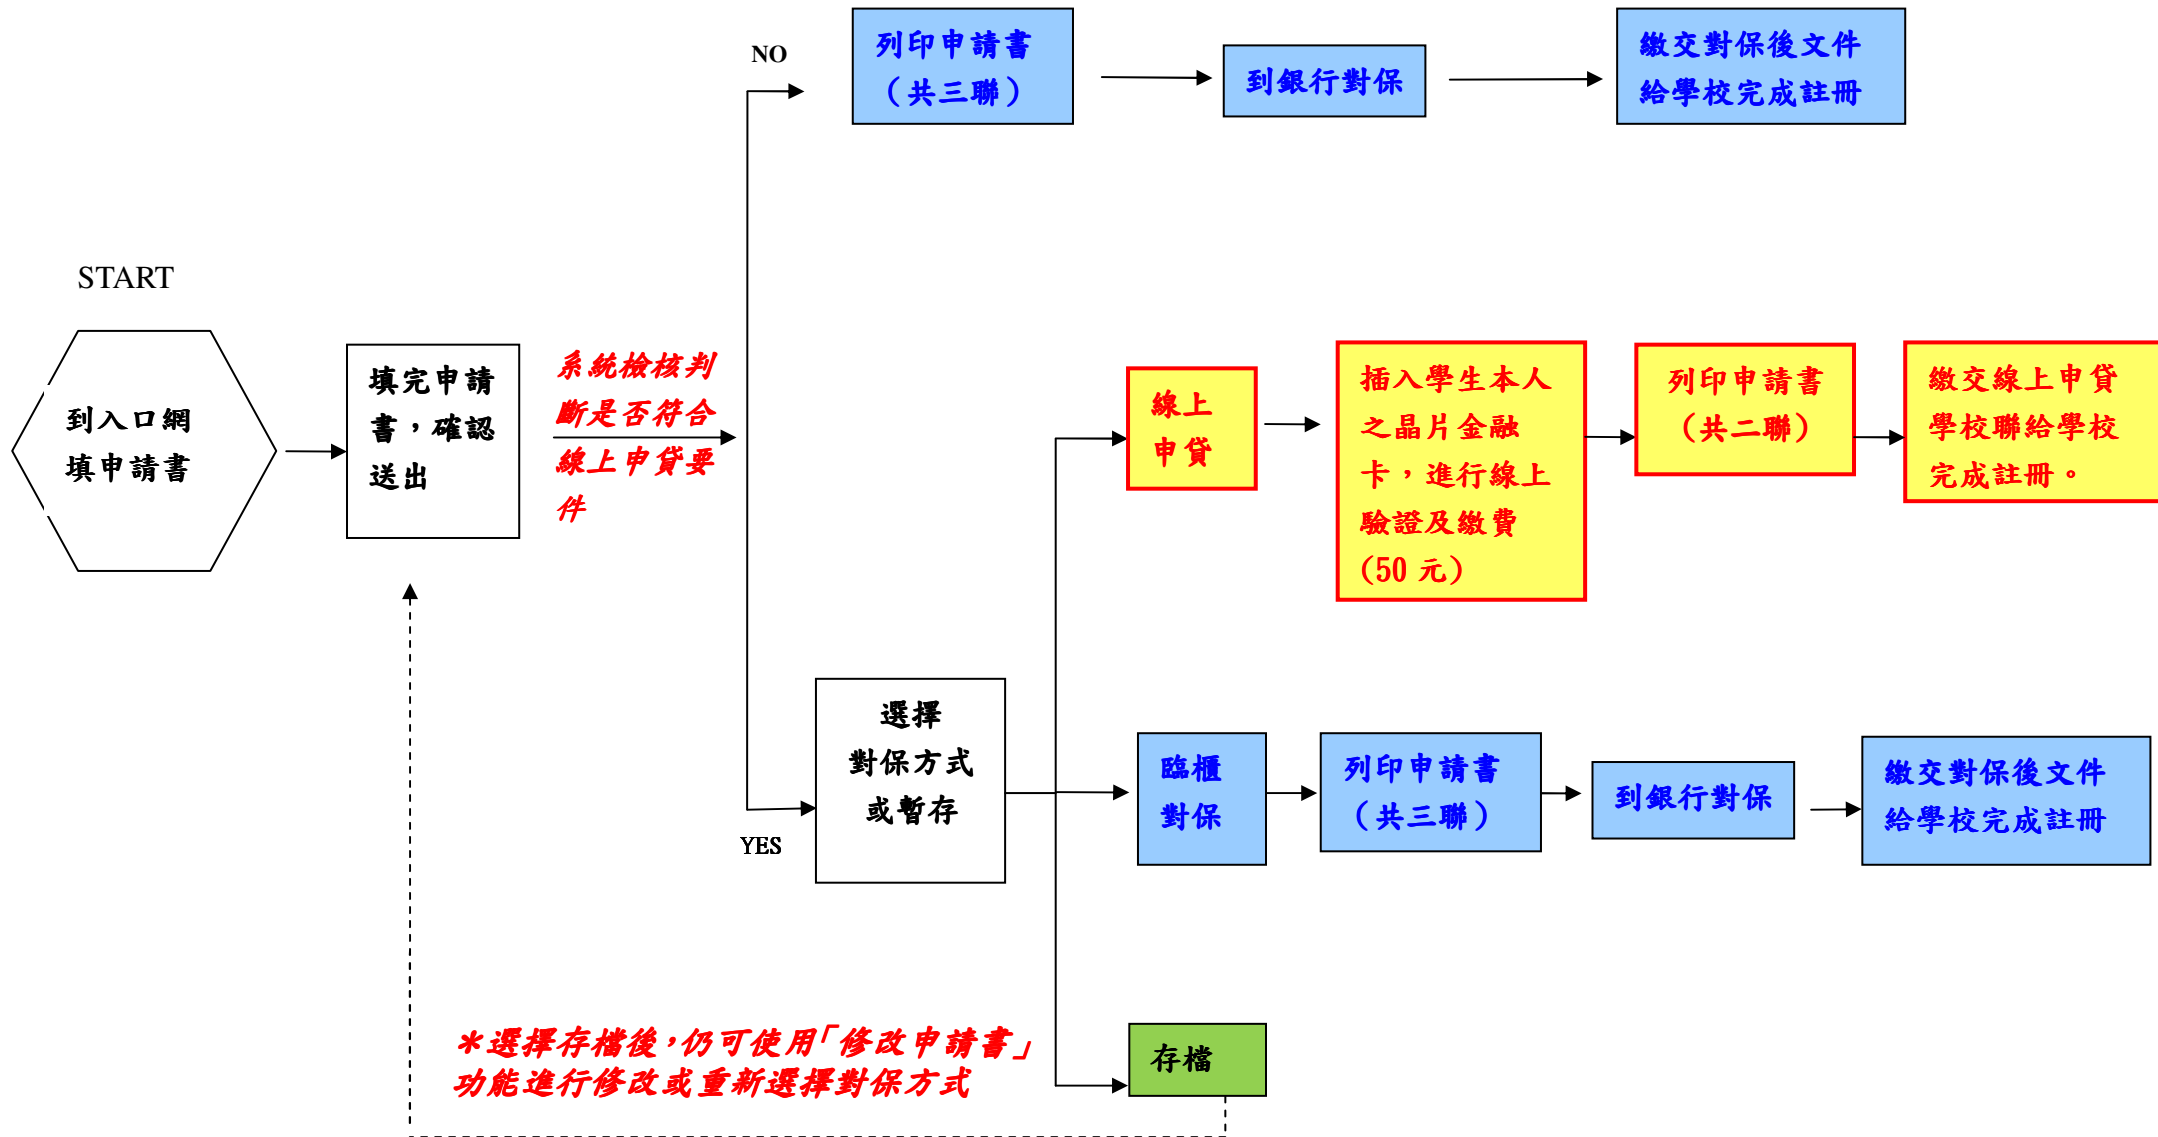 NO
列印申請書
（共三聯）
到銀行對保
繳交對保後文件
給學校完成註冊
START
到入口網
填申請書
填完申請
書，確認
送出
系統檢核判
斷是否符合
線上申貸要
件
線上
申貸
插入學生本人
之晶片金融
卡，進行線上
驗證及繳費
(50 元)
列印申請書
（共二聯）
繳交線上申貸
學校聯給學校
完成註冊。
YES
選擇
對保方式
或暫存
臨櫃
對保
列印申請書
（共三聯）
到銀行對保
繳交對保後文件
給學校完成註冊
＊選擇存檔後，仍可使用「修改申請書」
功能進行修改或重新選擇對保方式
存檔